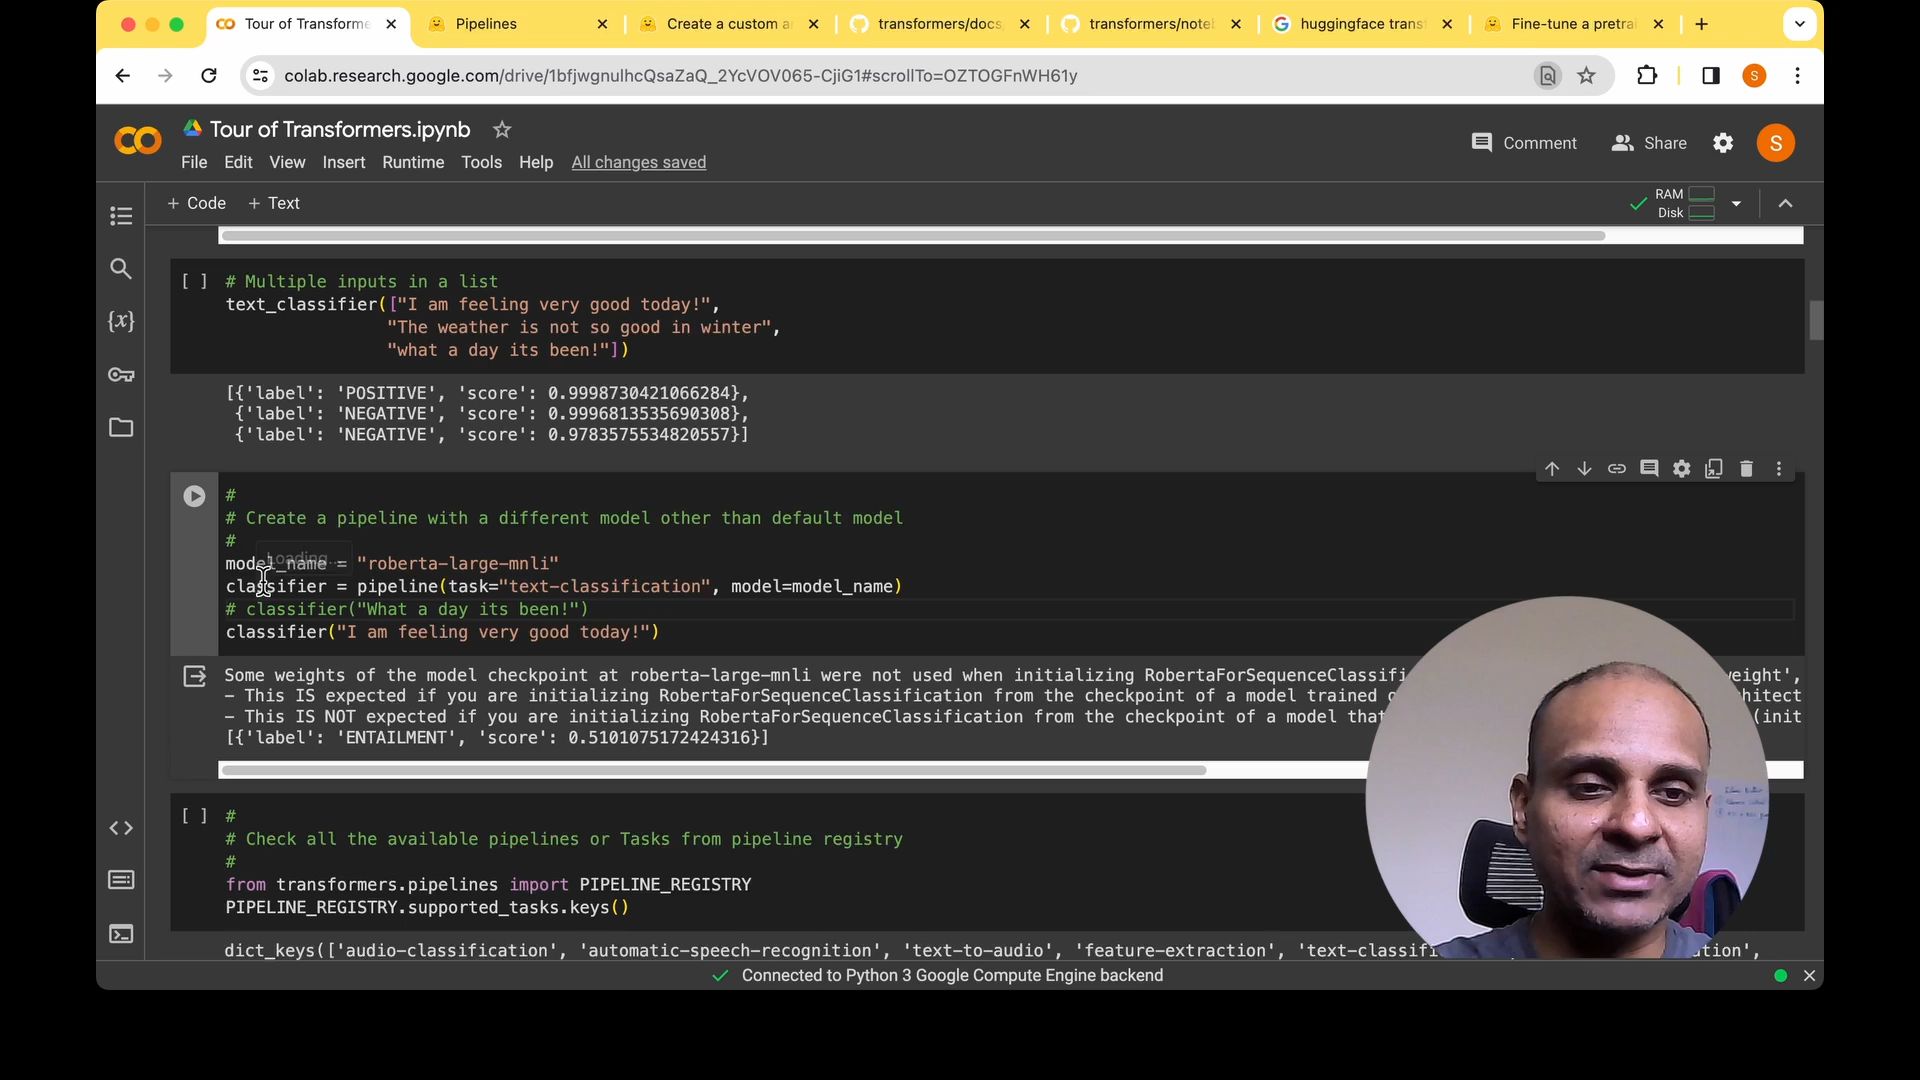 Tour of Transforme
Pipelines
Create a custom a
transformers/docs
transformers/note
huggingface trans
Fine-tune a pretra
colab.research.google.com/drive/1bfjwgnulhcQsaZaQ_2YcVOV065-CjiG1#scrollTo=OZTOGFnWH61y
S
CO
Tour of Transformers.ipynb
Comment
Share
S
File Edit View Insert Runtime Tools Help All changes saved
+ Code + Text
RAM
Disk
[ ] # Multiple inputs in a list
text_classifier(["I am feeling very good today!",
"The weather is not so good in winter",
"what a day its been!"])
[{'label': 'POSITIVE', 'score': 0.9998730421066284},
{'label': 'NEGATIVE', 'score': 0.9996813535690308},
{'label': 'NEGATIVE', 'score': 0.9783575534820557}]
#
# Create a pipeline with a different model other than default model
#
Loading...
model_name = "roberta-large-mnli"
classifier = pipeline(task="text-classification", model=model_name)
# classifier("What a day its been!")
classifier("I am feeling very good today!")
Some weights of the model checkpoint at roberta-large-mnli were not used when initializing RobertaForSequenceClassifi weight',
- This IS expected if you are initializing RobertaForSequenceClassification from the checkpoint of a model trained o chitect
- This IS NOT expected if you are initializing RobertaForSequenceClassification from the checkpoint of a model that (init
[{'label': 'ENTAILMENT', 'score': 0.5101075172424316}]
[ ] #
# Check all the available pipelines or Tasks from pipeline registry
#
from transformers.pipelines import PIPELINE_REGISTRY
PIPELINE_REGISTRY.supported_tasks.keys()
dict_keys(['audio-classification', 'automatic-speech-recognition', 'text-to-audio', 'feature-extraction', 'text-classifi ation',
Connected to Python 3 Google Compute Engine backend